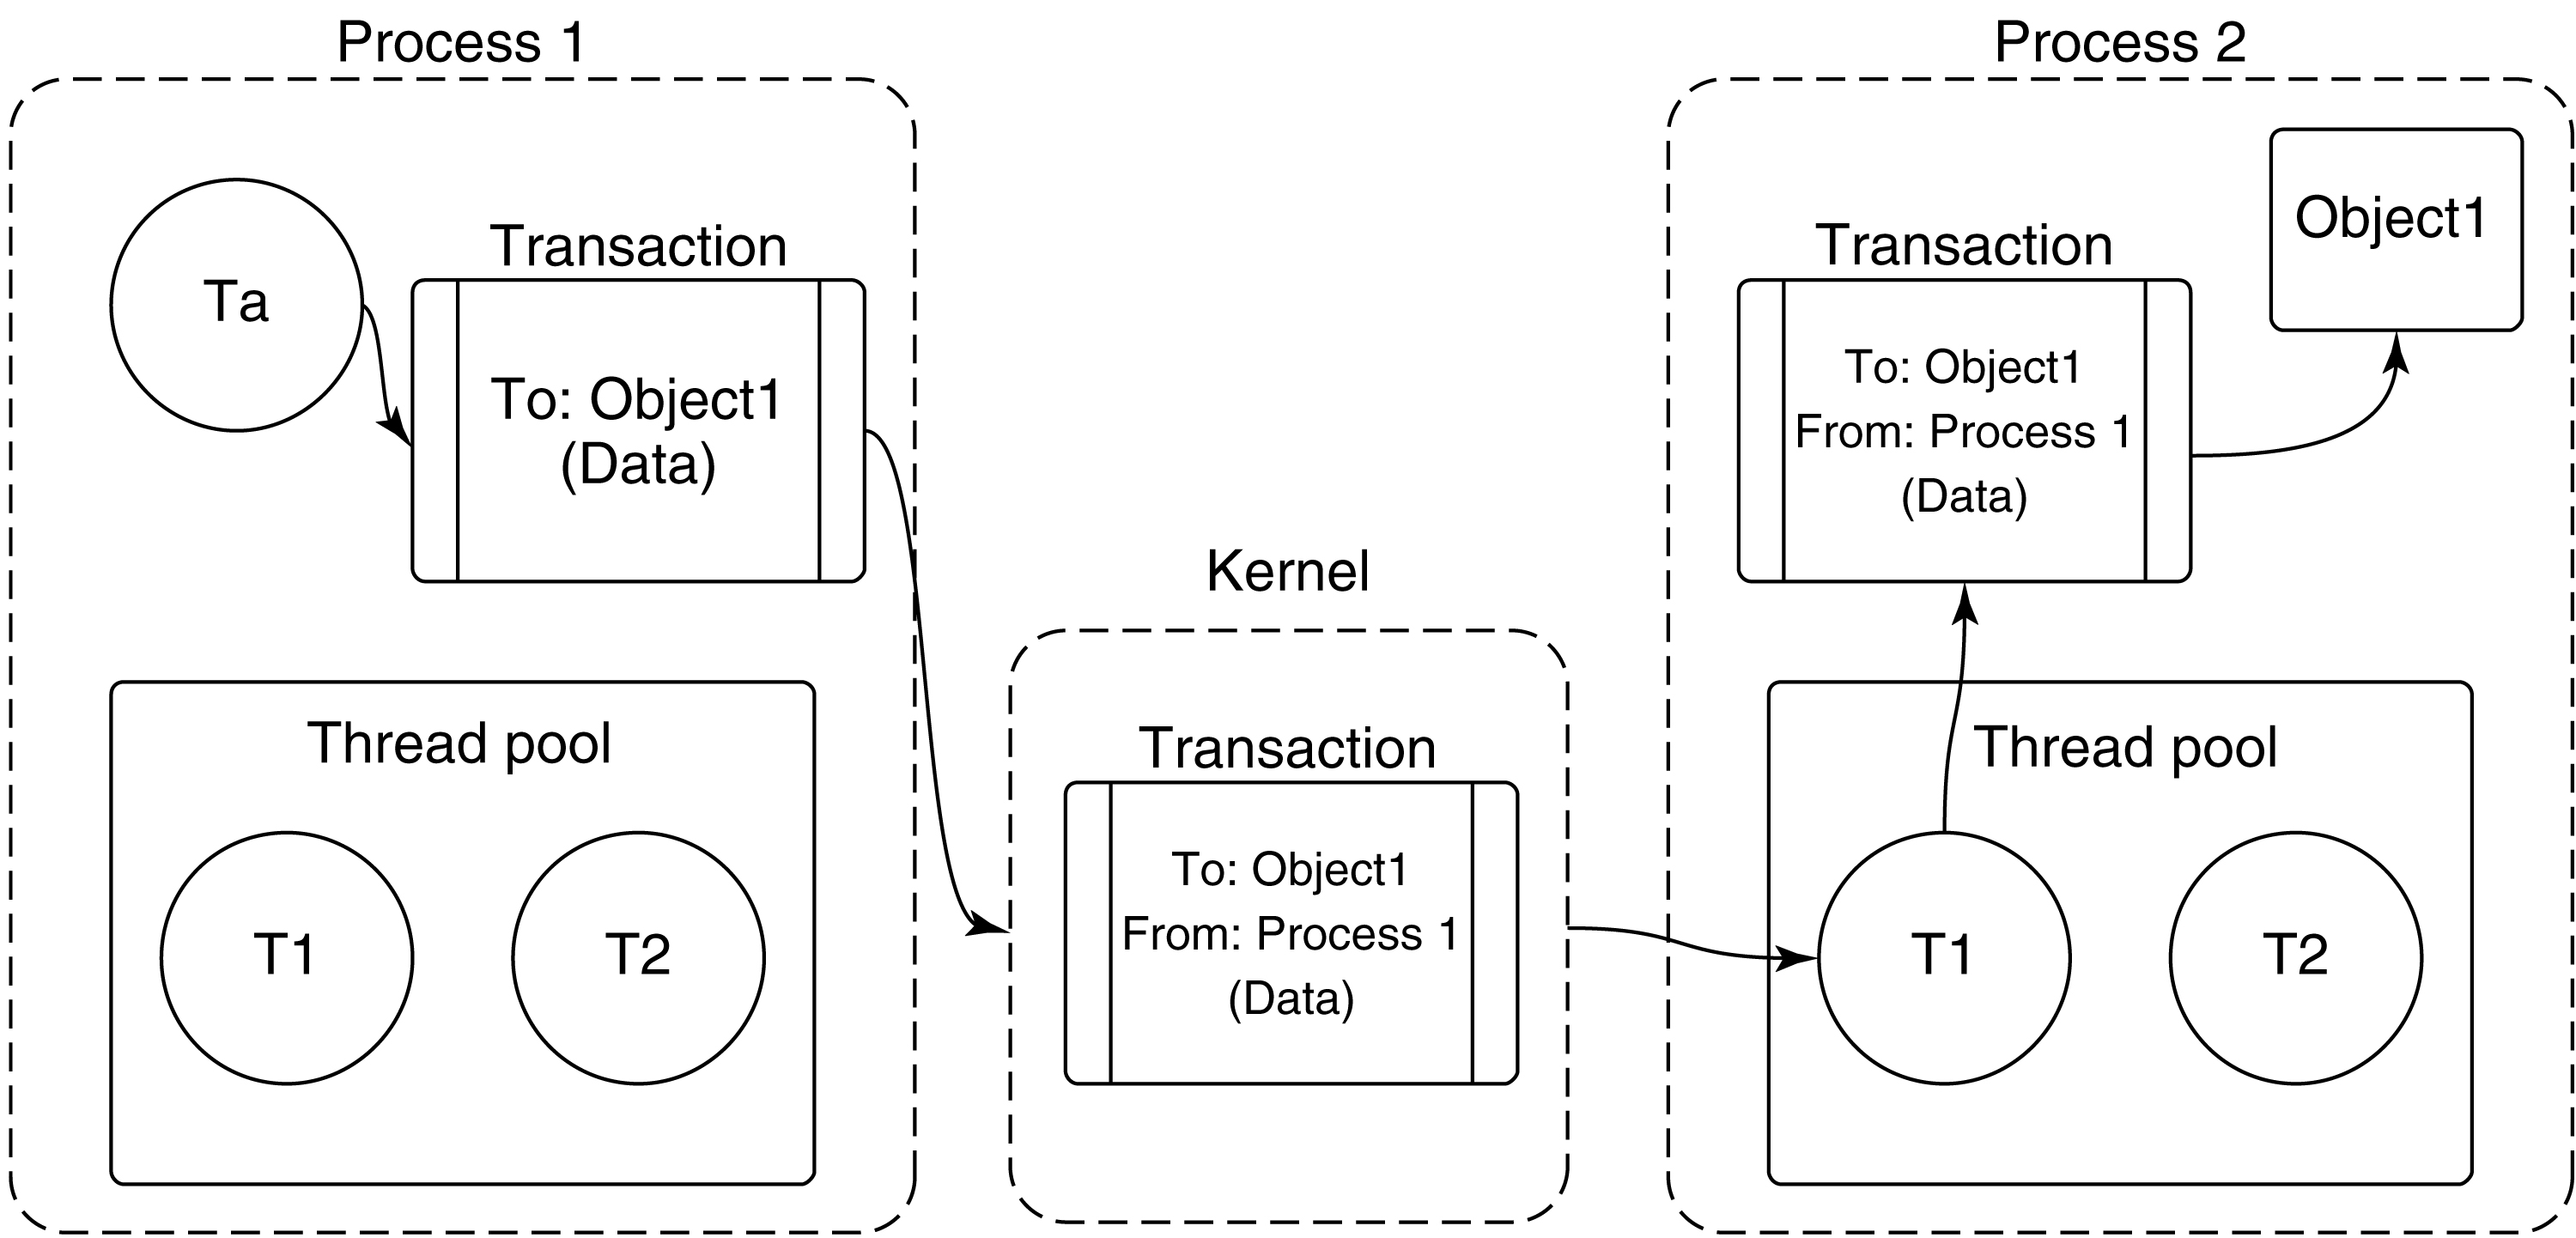 Process 1
Ta
Transaction
To: Object1
(Data)
Thread pool
T1
T2
Kernel
Transaction
To: Object1
From: Process 1
(Data)
Process 2
Object1
Transaction
To: Object1
From: Process 1
(Data)
Thread pool
T1
T2